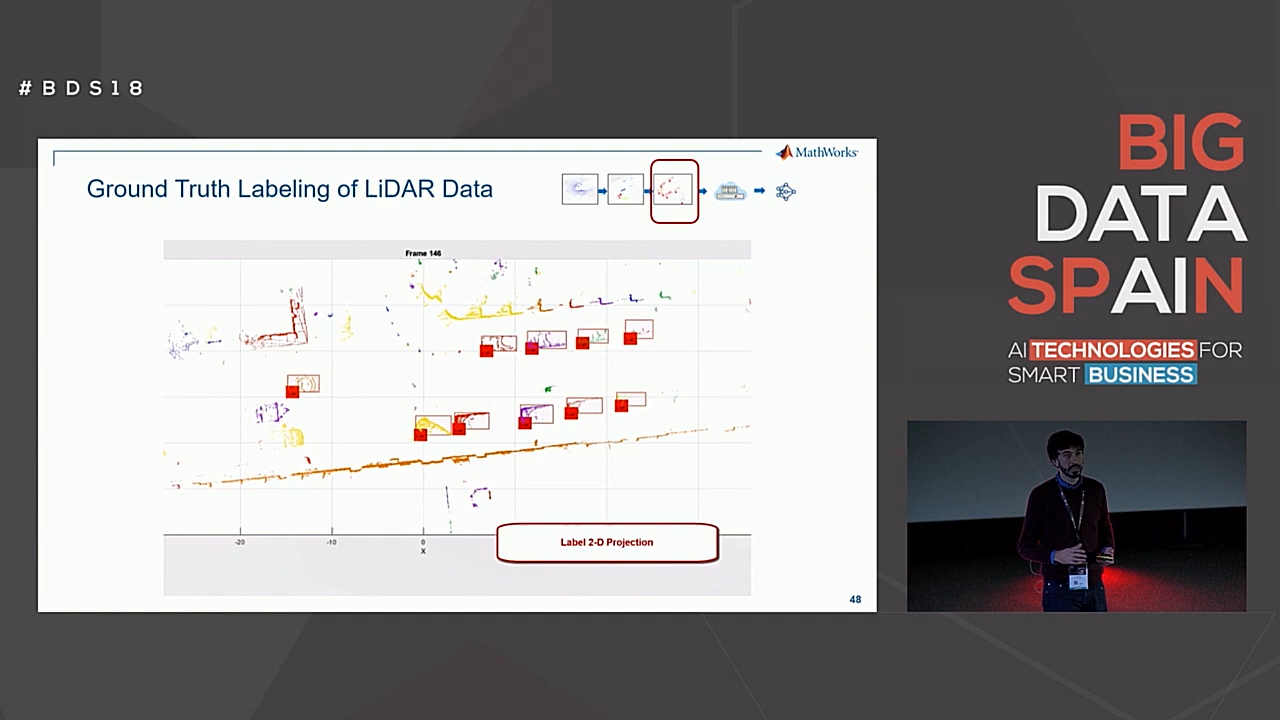 #BDS18
MathWorks
Ground Truth Labeling of LiDAR Data
Frame 146
-20
-10
0
X
Label 2-D Projection
48
BIG
DATA
SPAIN
AI TECHNOLOGIES FOR
SMART BUSINESS